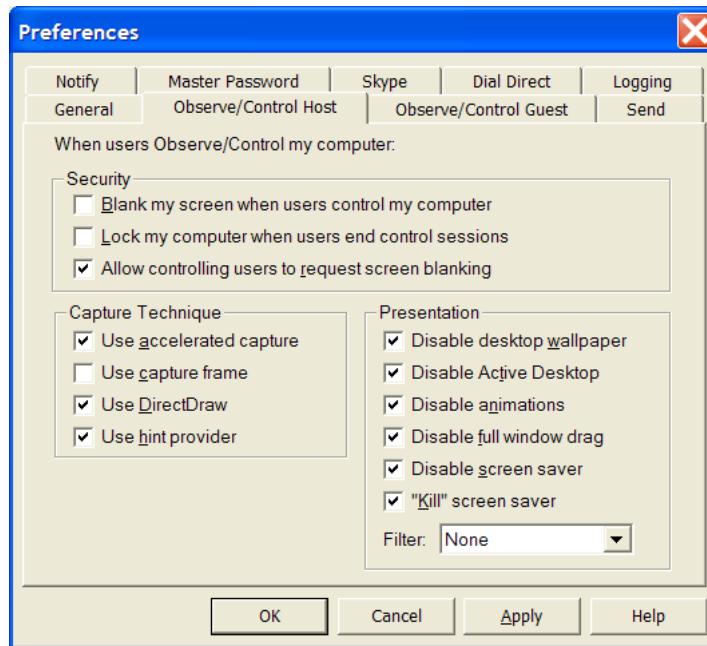 Preferences
Notify Master Password Skype Dial Direct Logging
General Observe/Control Host Observe/Control Guest Send
When users Observe/Control my computer:
Security
Blank my screen when users control my computer
Lock my computer when users end control sessions
Allow controlling users to request screen blanking
Capture Technique
Use accelerated capture
Use capture frame
Use DirectDraw
Use hint provider
Presentation
Disable desktop wallpaper
Disable Active Desktop
Disable animations
Disable full window drag
Disable screen saver
"Kill" screen saver
Filter: None
OK Cancel Apply Help